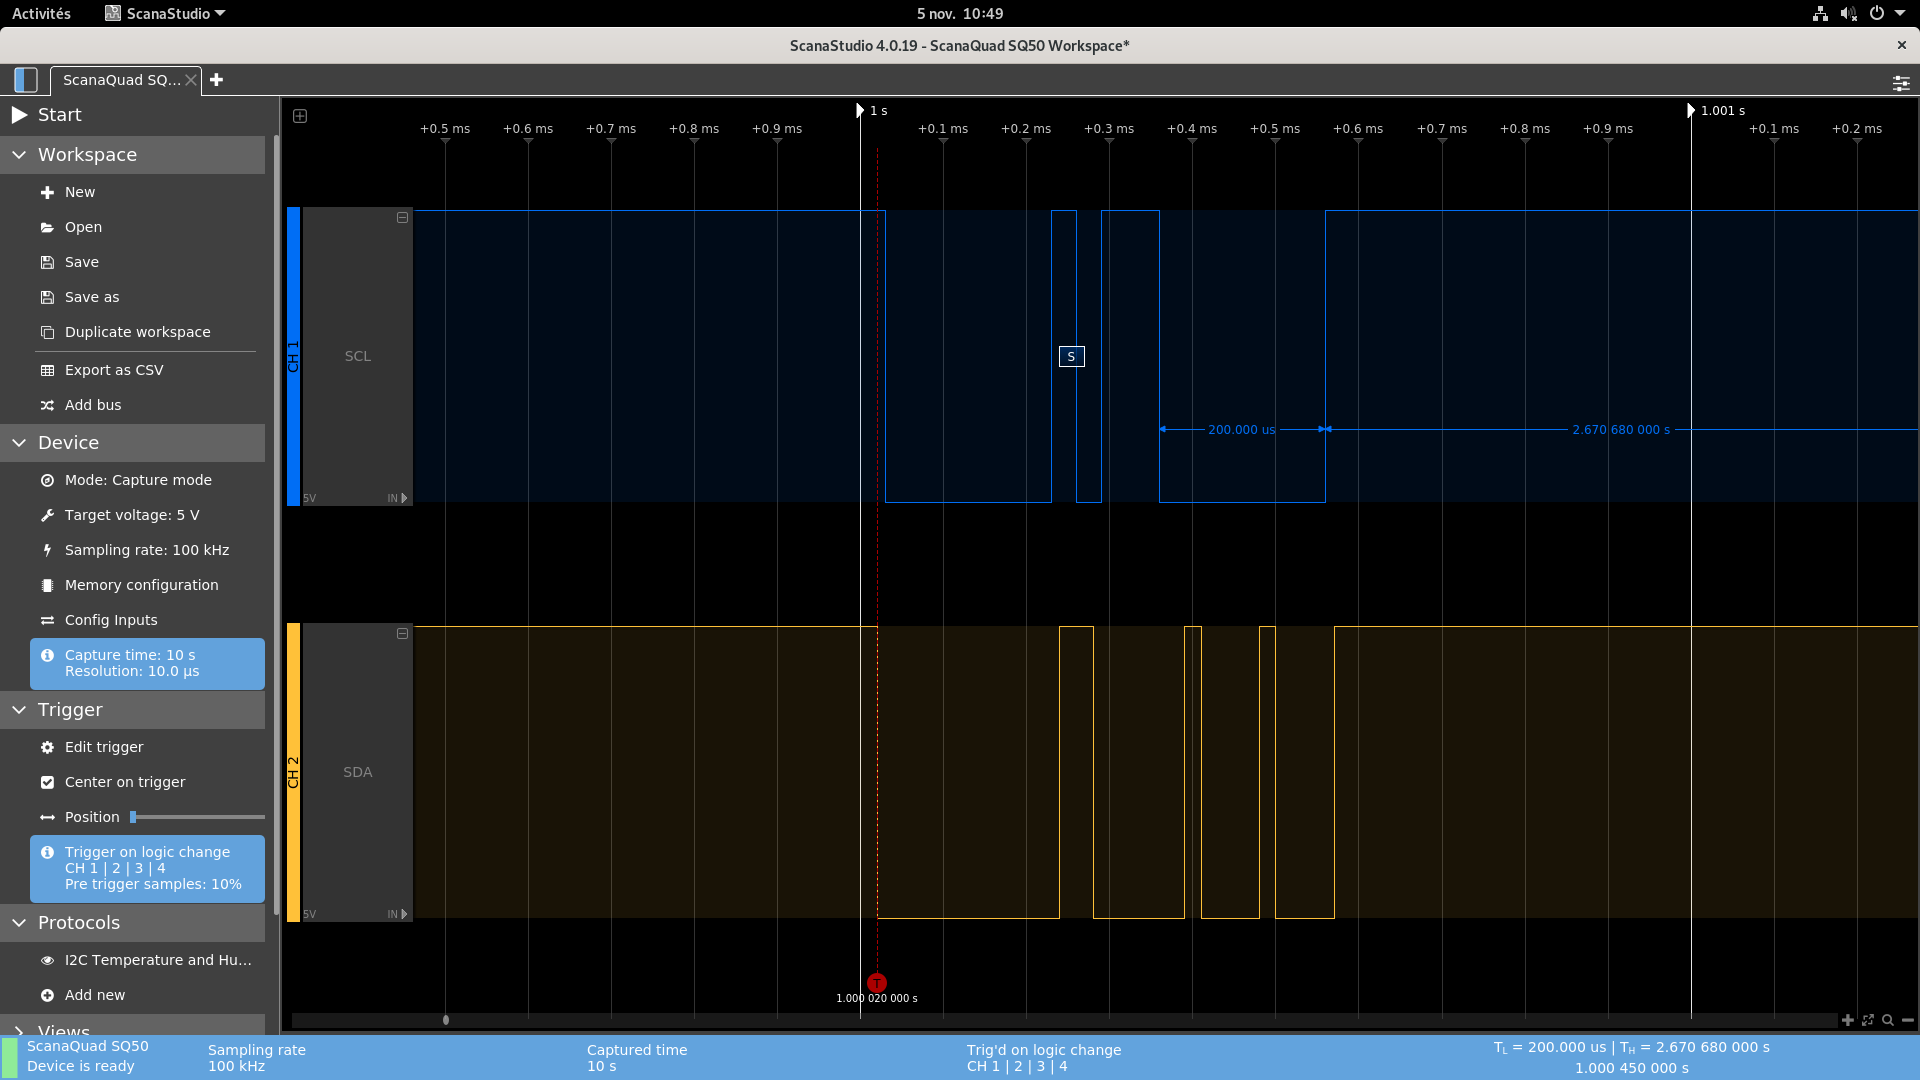 Activités
ScanaStudio
5 nov. 10:49
ScanaStudio 4.0.19 - ScanaQuad SQ50 Workspace*
ScanaQuad SQ...
Start
Workspace
New
Open
Save
Save as
Duplicate workspace
Export as CSV
Add bus
Device
Mode: Capture mode
Target voltage: 5 V
Sampling rate: 100 kHz
Memory configuration
Config Inputs
Capture time: 10 s
Resolution: 10.0 µs
Trigger
Edit trigger
Center on trigger
Position
Trigger on logic change
CH 1 | 2 | 3 | 4
Pre trigger samples: 10%
Protocols
I2C Temperature and Hu...
Add new
Views
1 s
1.001 s
+0.5 ms +0.6 ms +0.7 ms +0.8 ms +0.9 ms +0.1 ms +0.2 ms +0.3 ms +0.4 ms +0.5 ms +0.6 ms +0.7 ms +0.8 ms +0.9 ms +0.1 ms +0.2 ms
CH 1
SCL
5V IN
S
200.000 us
2.670 680 000 s
CH 2
SDA
5V IN
T
1.000 020 000 s
ScanaQuad SQ50
Device is ready
Sampling rate
100 kHz
Captured time
10 s
Trig'd on logic change
CH 1 | 2 | 3 | 4
TL = 200.000 us | TH = 2.670 680 000 s
1.000 450 000 s